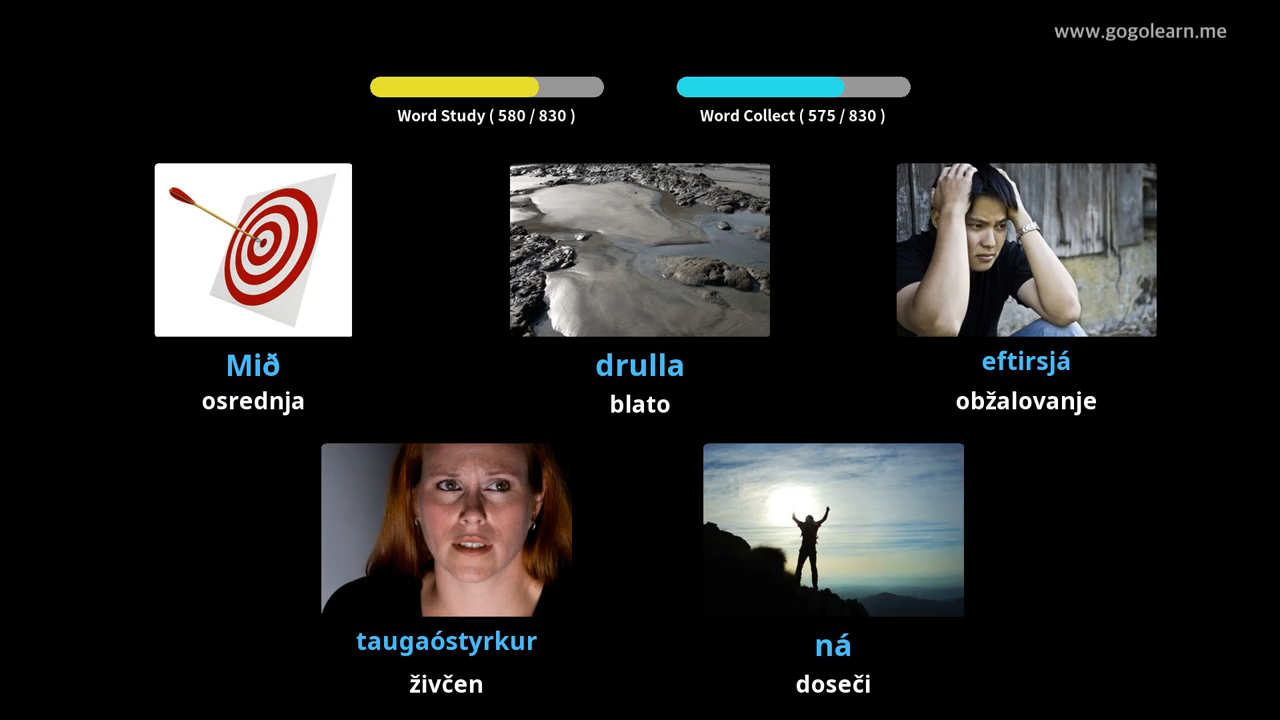 www.gogolearn.me
Word Study ( 580 / 830 )
Word Collect ( 575 / 830 )
Mið
osrednja
drulla
blato
eftirsjá
obžalovanje
taugaóstyrkur
živčen
ná
doseči